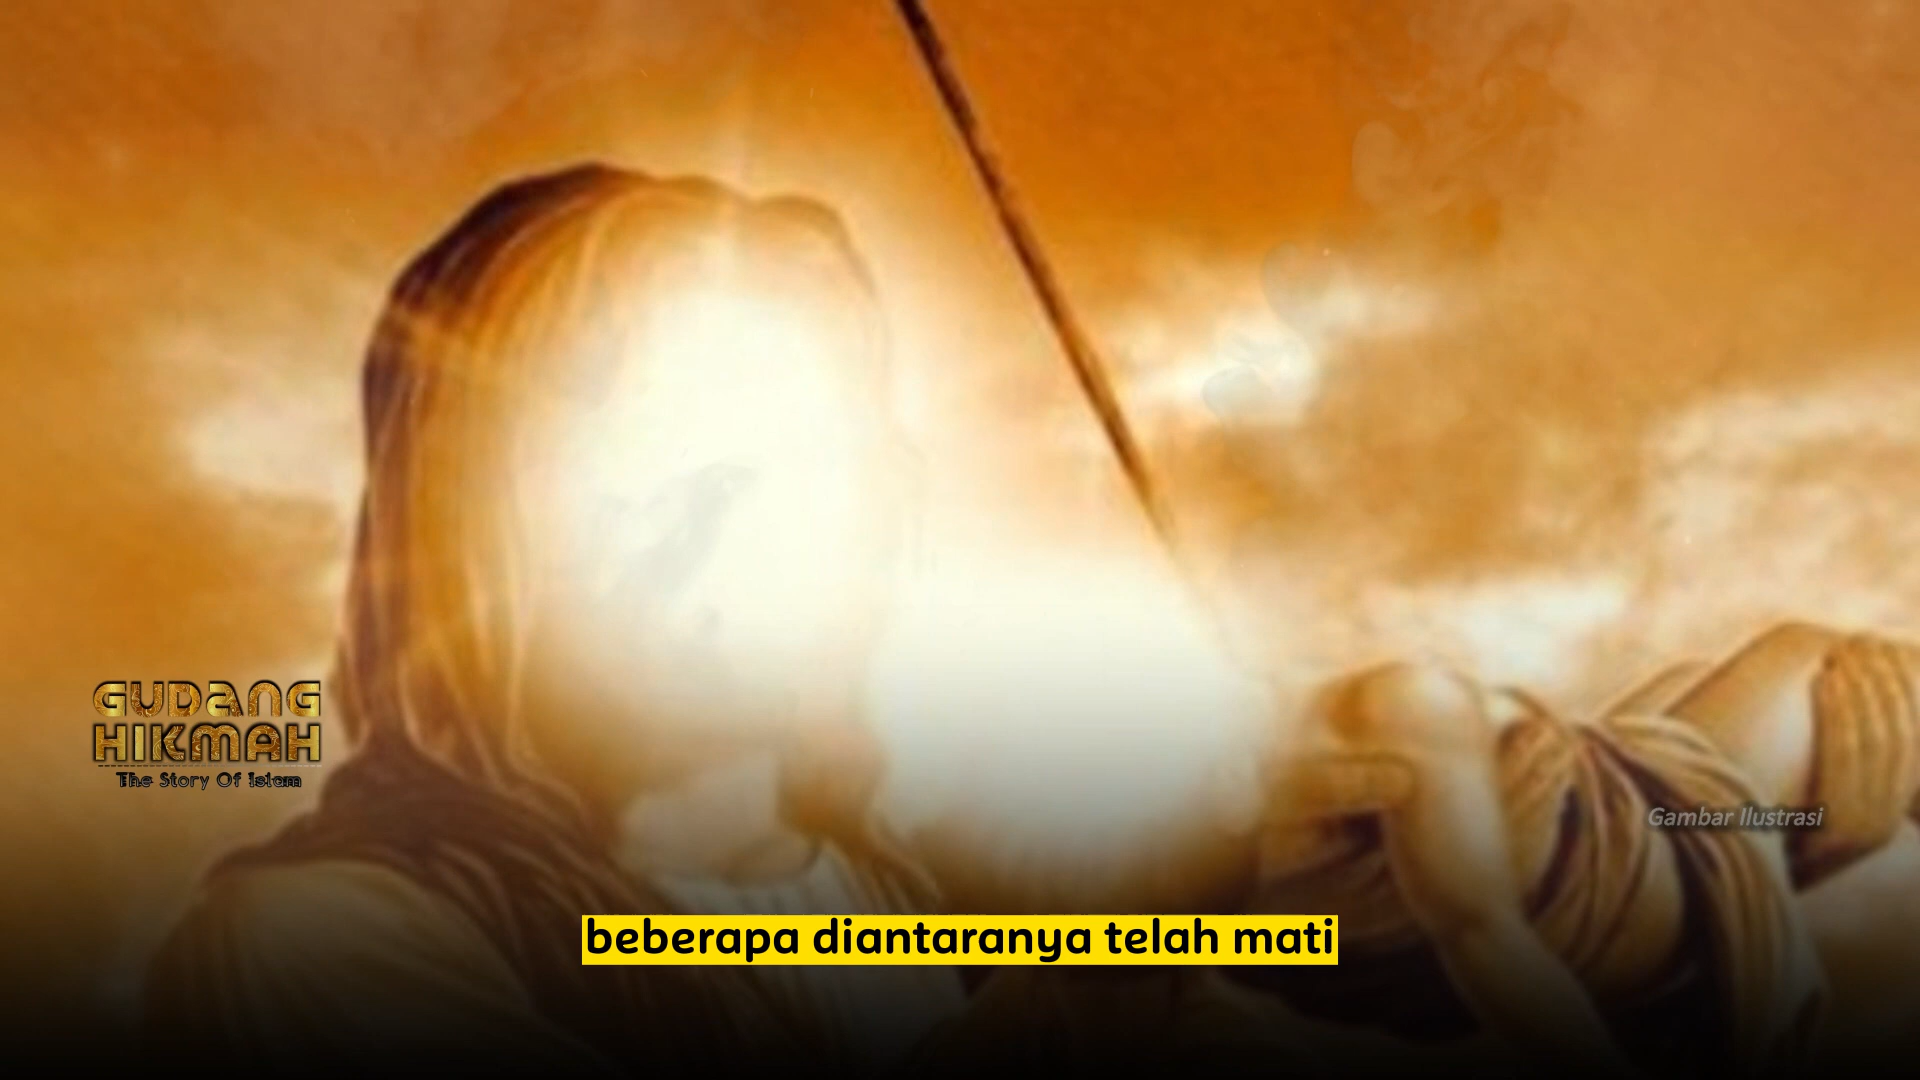 GUDANG
HIKMAH
The Story Of Islam
Gambar Ilustrasi
beberapa diantaranya telah mati